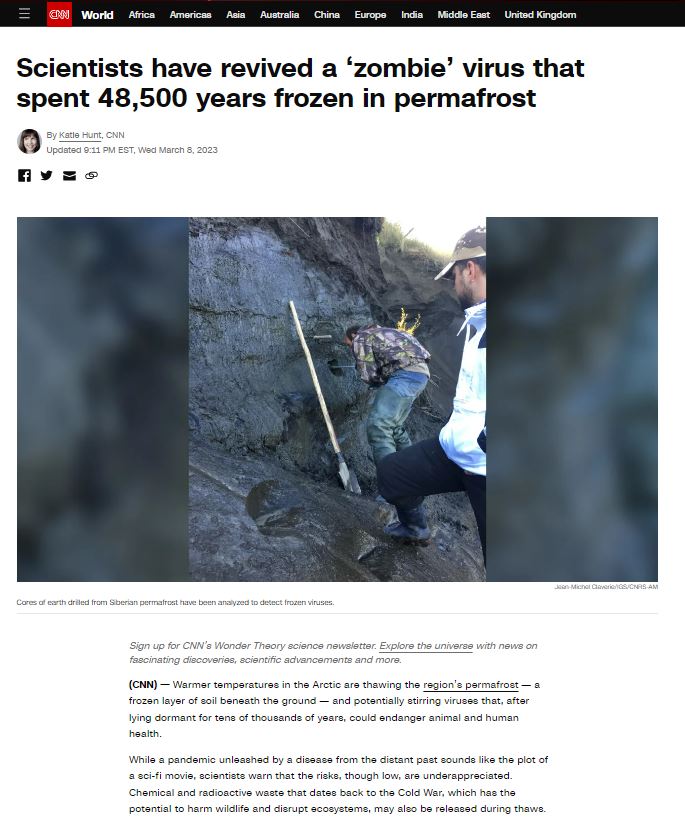 CNN World Africa Americas Asia Australia China Europe India Middle East United Kingdom
Scientists have revived a ‘zombie’ virus that
spent 48,500 years frozen in permafrost
By Katie Hunt, CNN
Updated 9:11 PM EST, Wed March 8, 2023
Jean-Michel Claverie/IGS/CNRS-AM
Cores of earth drilled from Siberian permafrost have been analyzed to detect frozen viruses.
Sign up for CNN’s Wonder Theory science newsletter. Explore the universe with news on
fascinating discoveries, scientific advancements and more.
(CNN) — Warmer temperatures in the Arctic are thawing the region’s permafrost — a
frozen layer of soil beneath the ground — and potentially stirring viruses that, after
lying dormant for tens of thousands of years, could endanger animal and human
health.
While a pandemic unleashed by a disease from the distant past sounds like the plot of
a sci-fi movie, scientists warn that the risks, though low, are underappreciated.
Chemical and radioactive waste that dates back to the Cold War, which has the
potential to harm wildlife and disrupt ecosystems, may also be released during thaws.